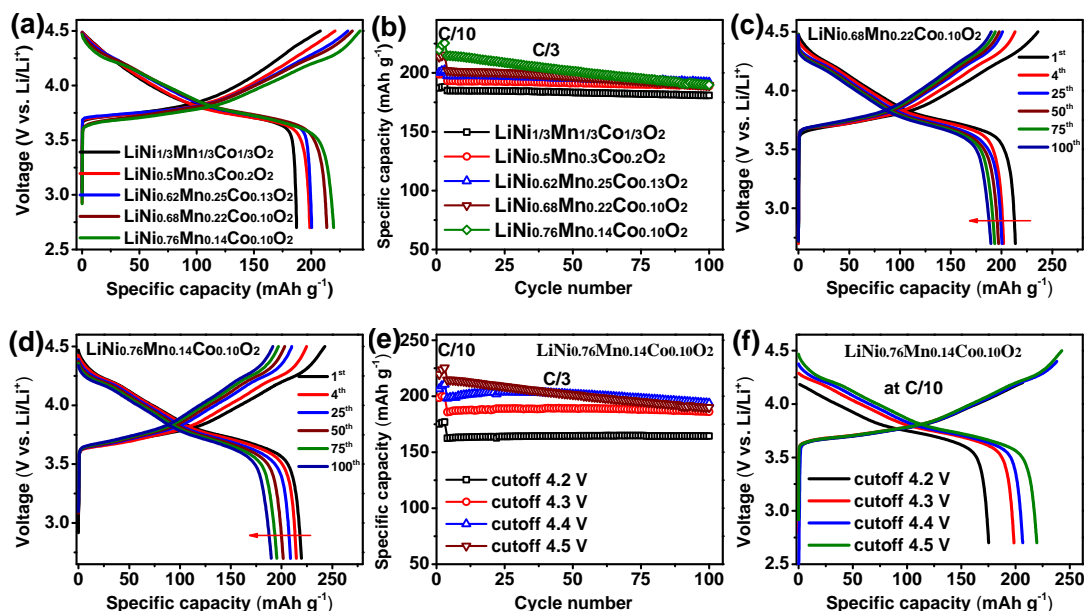 (a)
4.5
4.0
3.5
3.0
2.5
Voltage (V vs. Li/Li+)
LiNi1/3Mn1/3Co1/3O2
LiNi0.5Mn0.3Co0.2O2
LiNi0.62Mn0.25Co0.13O2
LiNi0.68Mn0.22Co0.10O2
LiNi0.76Mn0.14Co0.10O2
0 50 100 150 200
Specific capacity (mAh g-1)
(b)
C/10
C/3
250
200
150
100
50
Specific capacity (mAh g-1)
LiNi1/3Mn1/3Co1/3O2
LiNi0.5Mn0.3Co0.2O2
LiNi0.62Mn0.25Co0.13O2
LiNi0.68Mn0.22Co0.10O2
LiNi0.76Mn0.14Co0.10O2
0 25 50 75 100
Cycle number
(c)
LiNi0.68Mn0.22Co0.10O2
4.5
4.0
3.5
3.0
Voltage (V vs. Li/Li+)
1st
4th
25th
50th
75th
100th
0 50 100 150 200 250
Specific capacity (mAh g-1)
(d)
LiNi0.76Mn0.14Co0.10O2
4.5
4.0
3.5
3.0
Voltage (V vs. Li/Li+)
1st
4th
25th
50th
75th
100th
0 50 100 150 200 250
Specific capacity (mAh g-1)
(e)
C/10
LiNi0.76Mn0.14Co0.10O2
C/3
250
200
150
100
50
Specific capacity (mAh g-1)
cutoff 4.2 V
cutoff 4.3 V
cutoff 4.4 V
cutoff 4.5 V
0 25 50 75 100
Cycle number
(f)
LiNi0.76Mn0.14Co0.10O2
at C/10
4.5
4.0
3.5
3.0
2.5
Voltage (V vs. Li/Li+)
cutoff 4.2 V
cutoff 4.3 V
cutoff 4.4 V
cutoff 4.5 V
0 50 100 150 200 250
Specific capacity (mAh g-1)